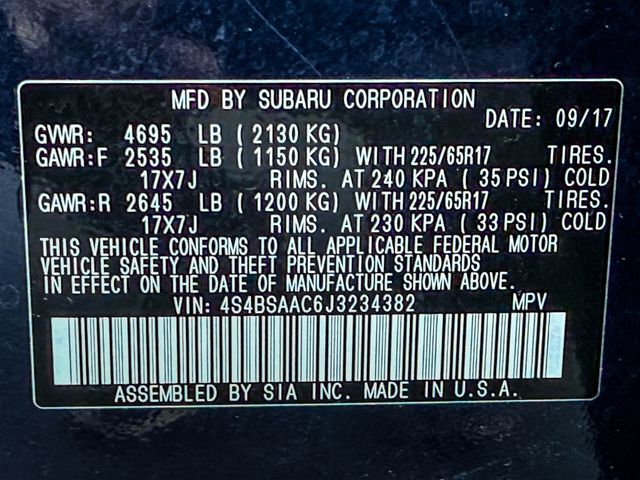 MFD BY SUBARU CORPORATION
DATE: 09/17
GVWR: 4695 LB (2130 KG)
GAWR:F 2535 LB (1150 KG) WITH 225/65R17 TIRES.
17X7J RIMS. AT 240 KPA (35 PSI) COLD
GAWR:R 2645 LB (1200 KG) WITH 225/65R17 TIRES.
17X7J RIMS. AT 230 KPA (33 PSI) COLD
THIS VEHICLE CONFORMS TO ALL APPLICABLE FEDERAL MOTOR
VEHICLE SAFETY AND THEFT PREVENTION STANDARDS
IN EFFECT ON THE DATE OF MANUFACTURE SHOWN ABOVE.
VIN: 4S4BSAAC6J3234382 MPV
ASSEMBLED BY SIA INC. MADE IN U.S.A.